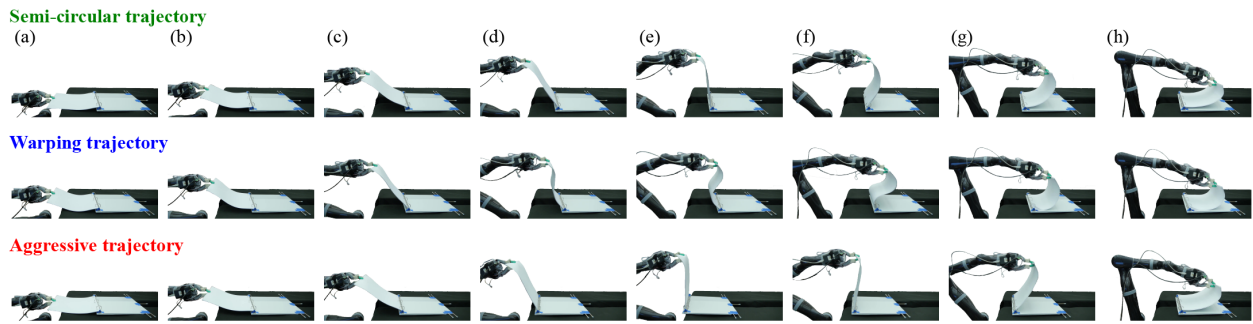 Semi-circular trajectory
(a) (b) (c) (d) (e) (f) (g) (h)
Warping trajectory
Aggressive trajectory